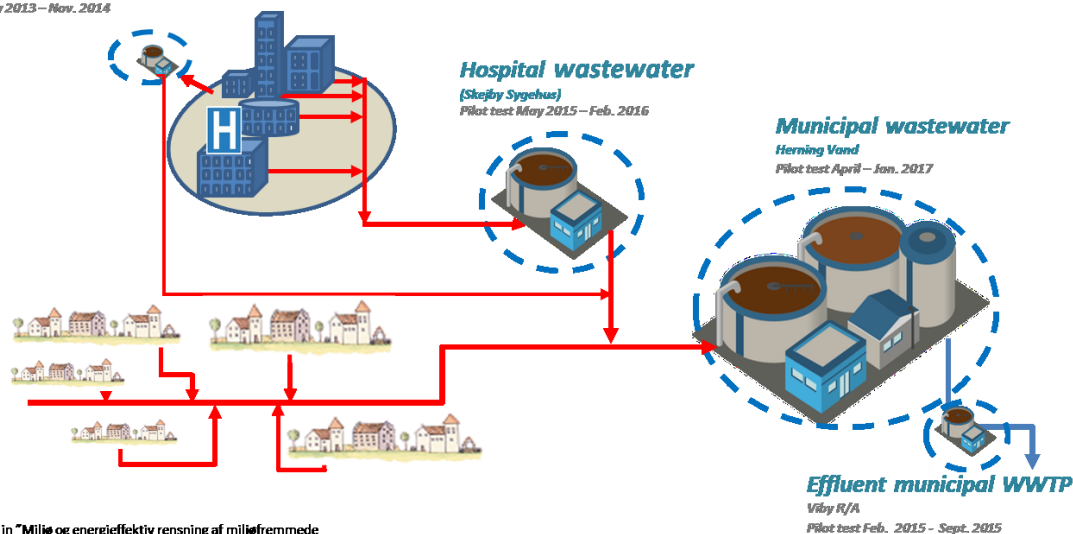 2013 – Nov. 2014
Hospital wastewater
(Skejby Sygehus)
Pilot test May 2015 – Feb. 2016
H
Municipal wastewater
Herning Vand
Pilot test April – Jan. 2017
Effluent municipal WWTP
Viby R/A
Pilot test Feb. 2015 - Sept. 2015
in "Miljø og energieffektiv rensning af miljøfremmede